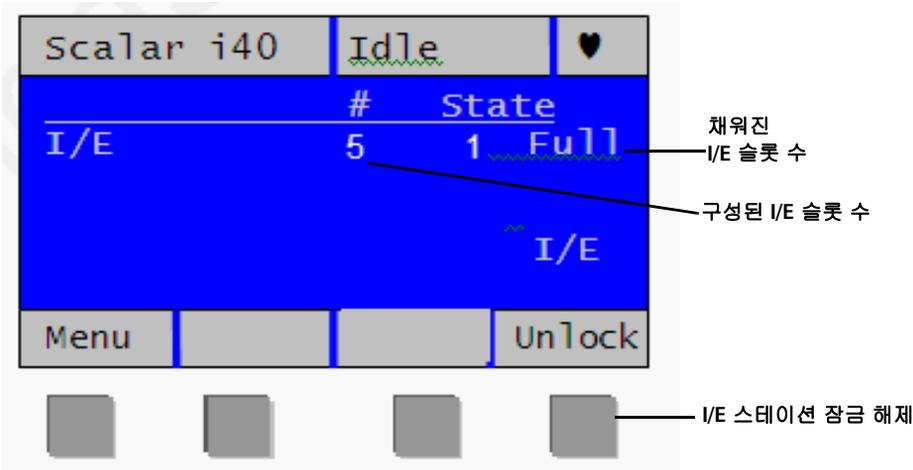 Scalar i40 Idle ♥
# State
I/E 5 1 Full
I/E
Menu Unlock
채워진
I/E 슬롯 수
구성된 I/E 슬롯 수
I/E 스테이션 잠금 해제